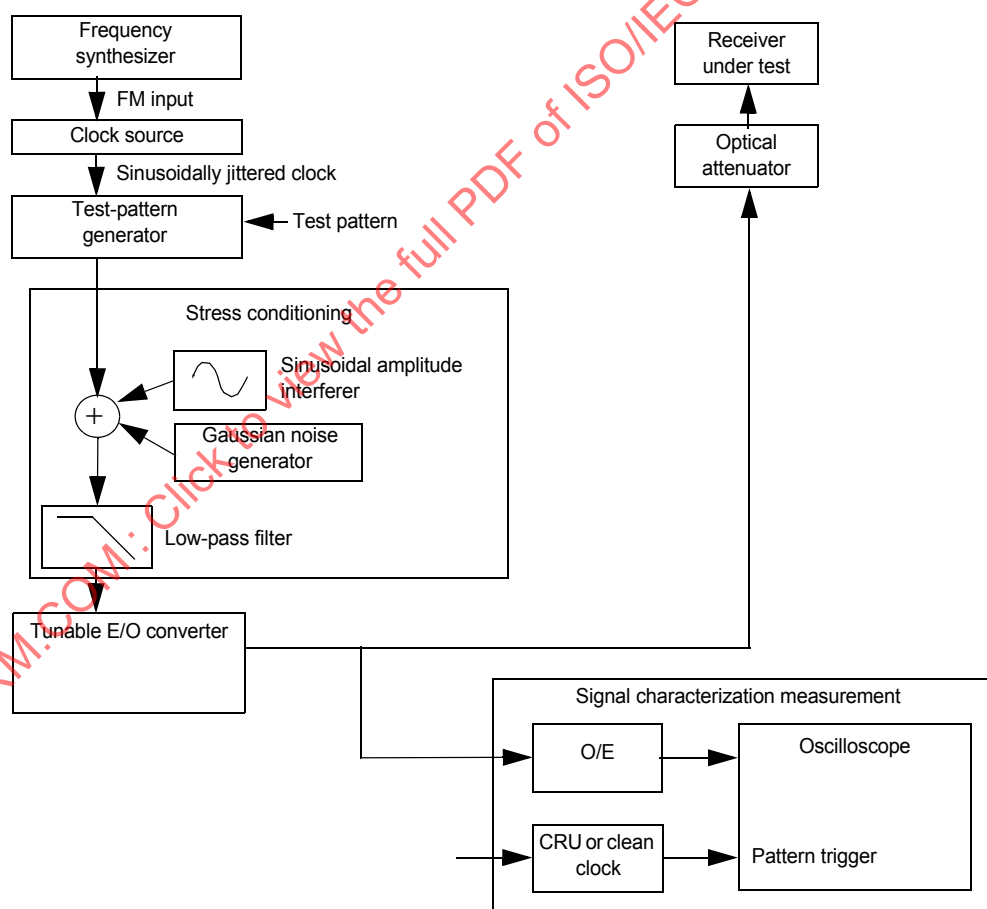 Frequency
synthesizer
FM input
Clock source
Sinusoidally jittered clock
Test-pattern
generator
Test pattern
Stress conditioning
Sinusoidal amplitude
interferer
+
Gaussian noise
generator
Low-pass filter
Tunable E/O converter
Receiver
under test
Optical
attenuator
Signal characterization measurement
O/E
Oscilloscope
CRU or clean
clock
Pattern trigger
M.COM : Click to view the full PDF of ISO/IEC